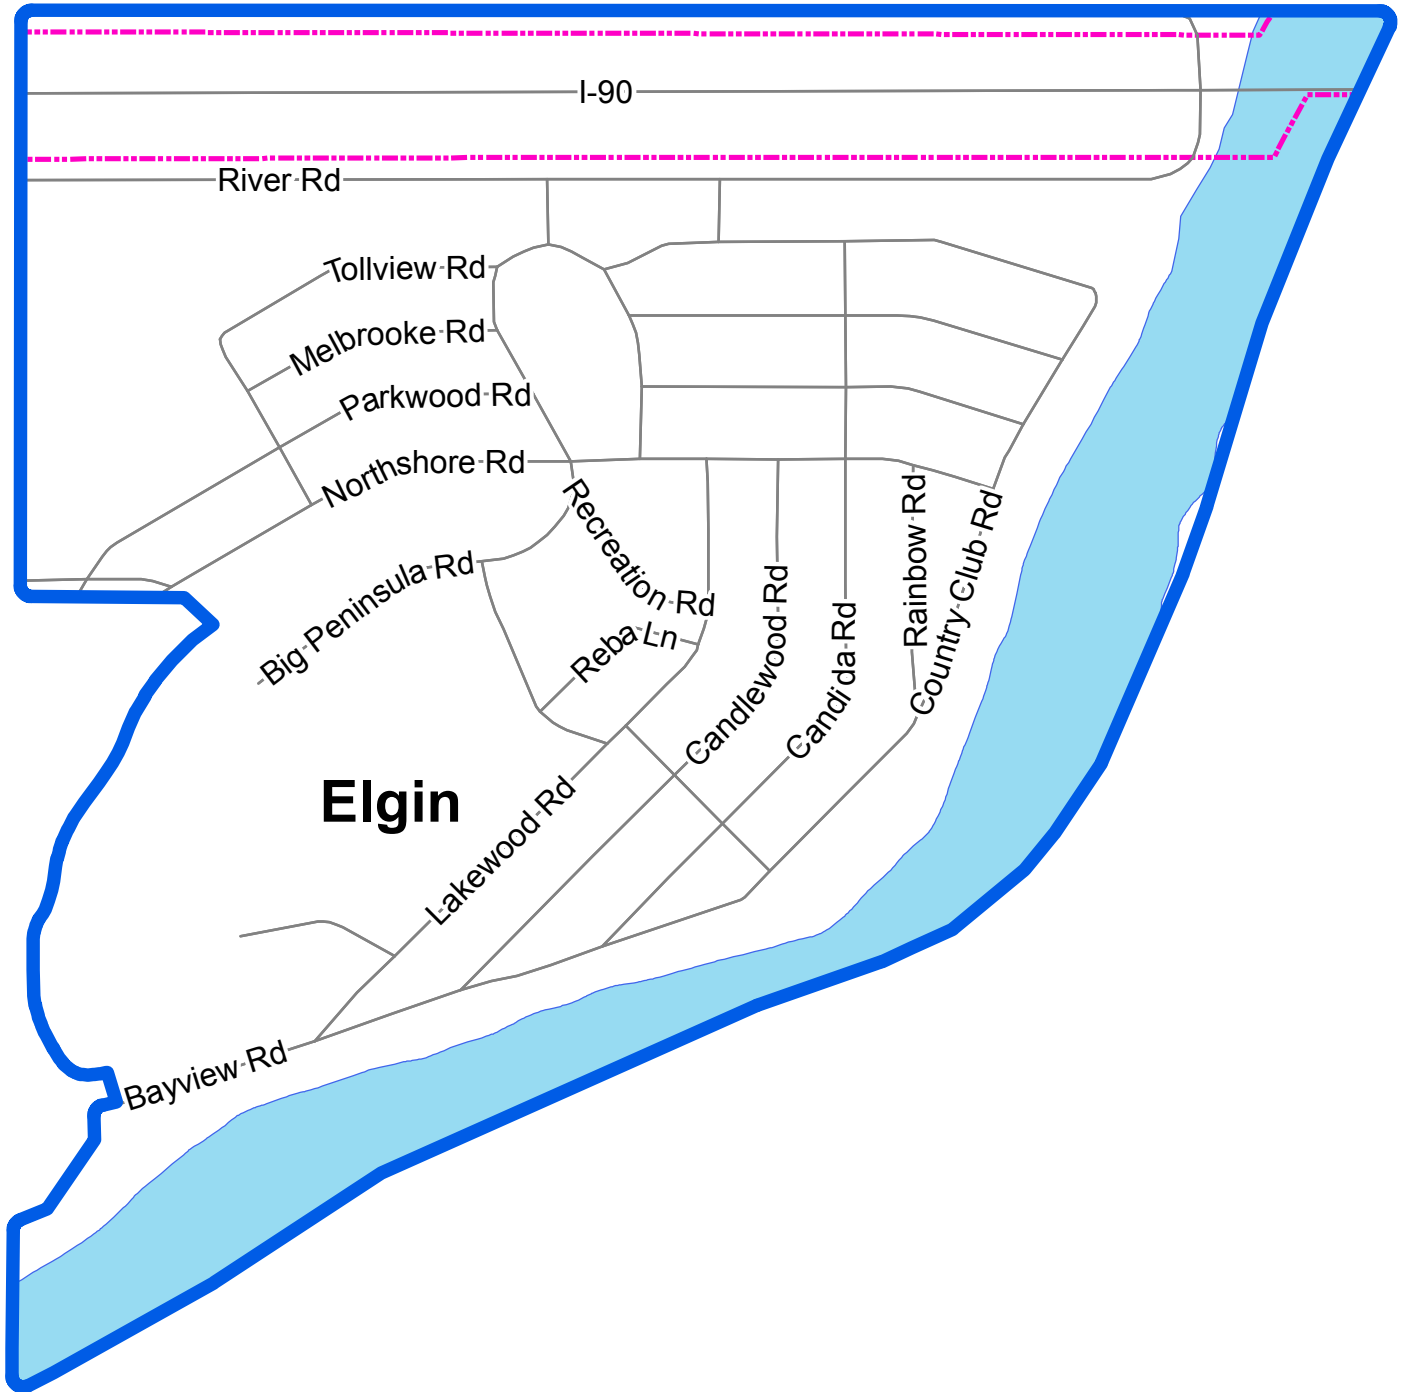 I-90
River Rd
Tollview Rd
Melbrooke Rd
Parkwood Rd
Northshore Rd
Recreation Rd
Rainbow Rd
Country Club Rd
Big Peninsula Rd
Candlewood Rd
Candida Rd
Reba Ln
Elgin
Lakewood Rd
Bayview Rd